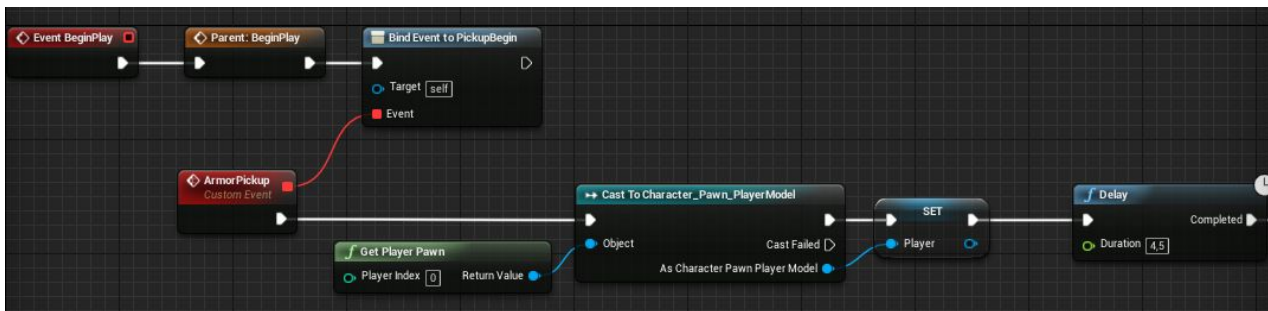 Event BeginPlay
Parent: BeginPlay
Bind Event to PickupBegin
Target self
Event
ArmorPickup
Custom Event
Get Player Pawn
Player Index 0
Return Value
Cast To Character_Pawn_PlayerModel
Object
Cast Failed
As Character Pawn Player Model
SET
Player
Delay
Completed
Duration 4,5